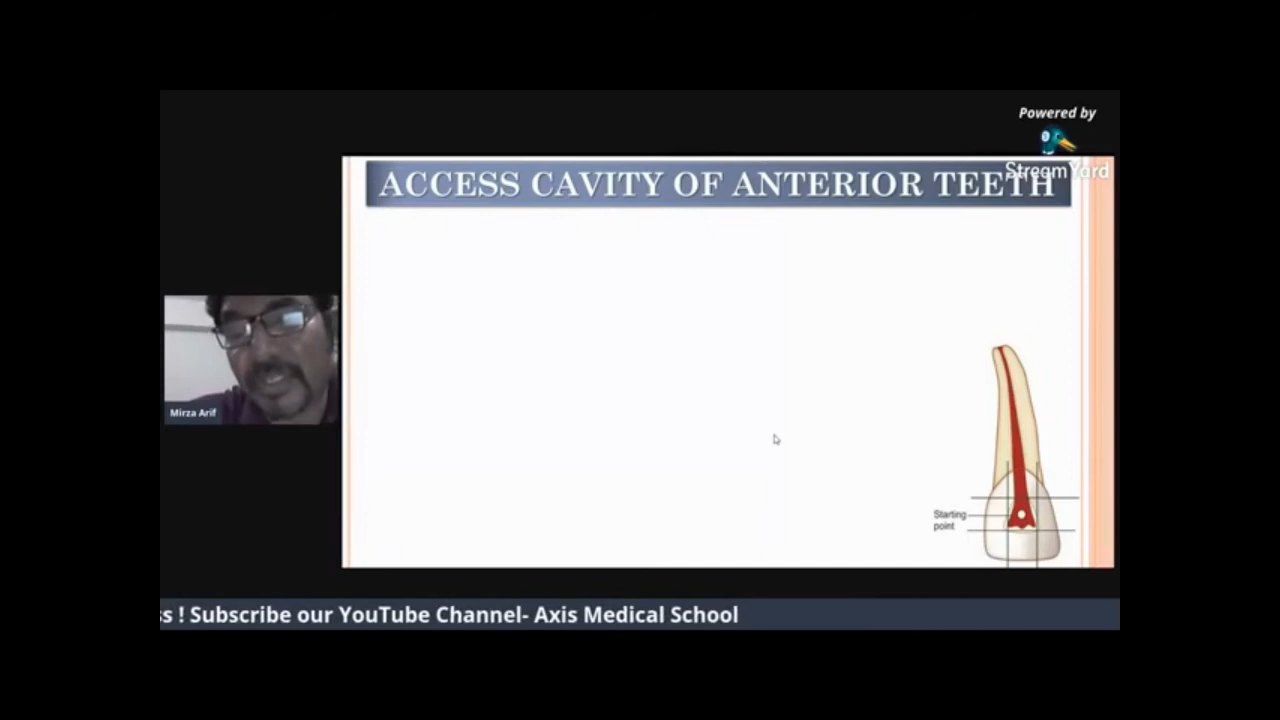 Powered by
StreamYard
ACCESS CAVITY OF ANTERIOR TEETH
Mirza Arif
Starting
point
ss ! Subscribe our YouTube Channel- Axis Medical School